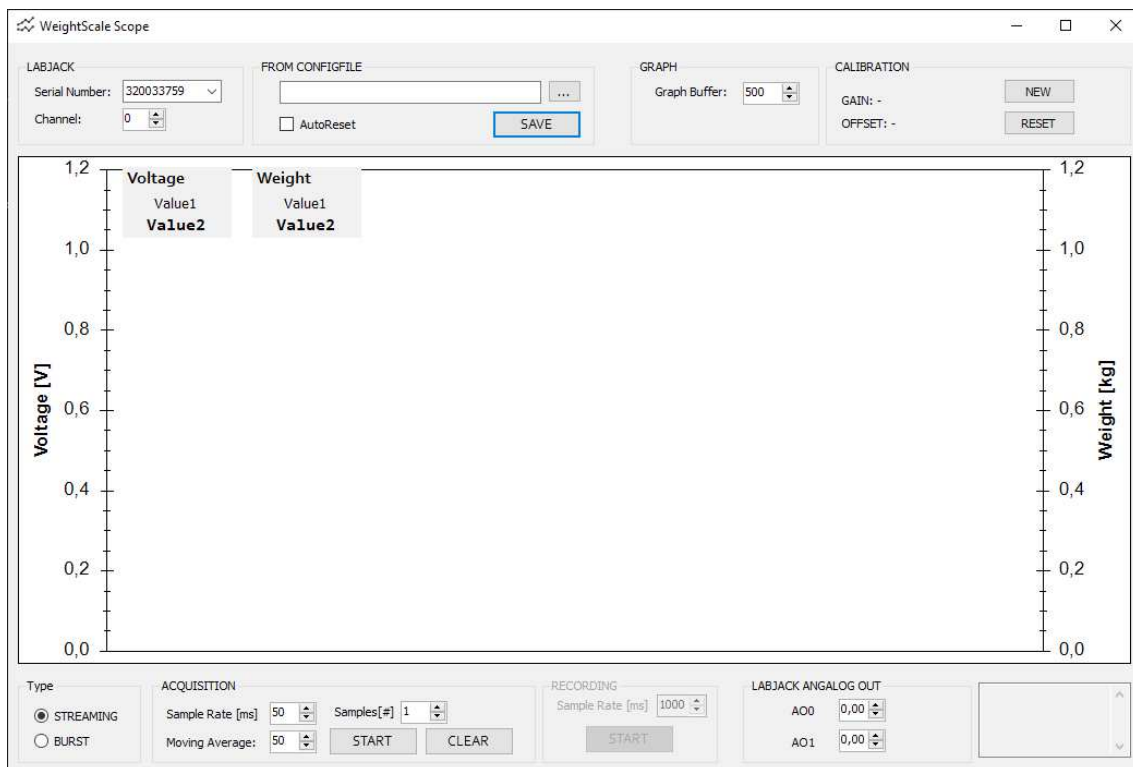 WeightScale Scope
LABJACK
Serial Number: 320033759
Channel: 0
FROM CONFIGFILE
...
AutoReset
SAVE
GRAPH
Graph Buffer: 500
CALIBRATION
GAIN: -
NEW
OFFSET: -
RESET
Voltage
Value1
Value2
Weight
Value1
Value2
Voltage [V]
1,2
1,0
0,8
0,6
0,4
0,2
0,0
1,2
1,0
0,8
0,6
0,4
0,2
0,0
Weight [kg]
Type
STREAMING
BURST
ACQUISITION
Sample Rate [ms] 50 Samples[#] 1
Moving Average: 50 START CLEAR
RECORDING
Sample Rate [ms] 1000
START
LABJACK ANGALOG OUT
AO0 0,00
AO1 0,00